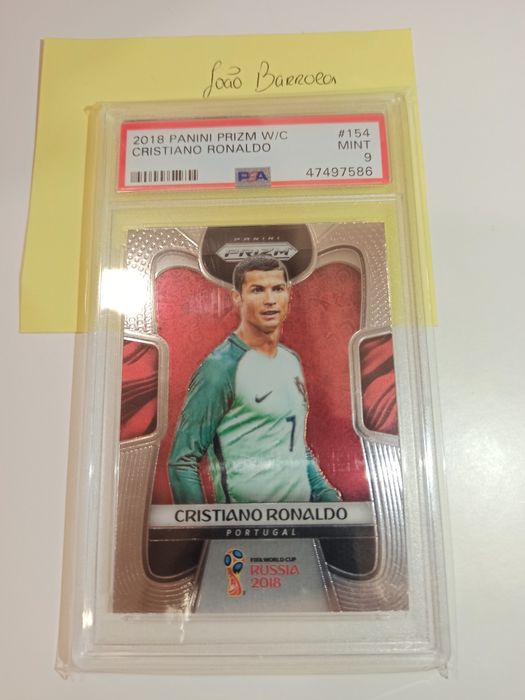 João Barroca
2018 PANINI PRIZM W/C #154
CRISTIANO RONALDO MINT
9
PSA 47497586
PANINI
PRIZM
7
CRISTIANO RONALDO
PORTUGAL
FIFA WORLD CUP
RUSSIA
2018